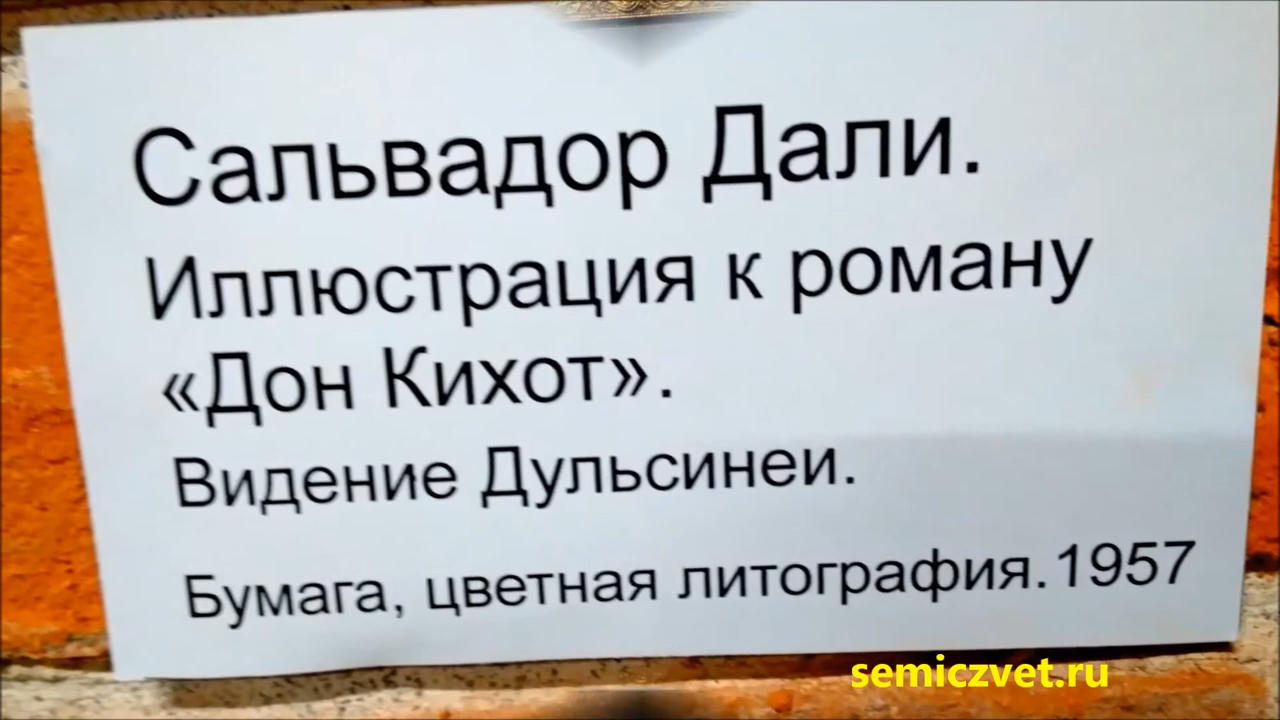 Сальвадор Дали.
Иллюстрация к роману
«Дон Кихот».
Видение Дульсинеи.
Бумага, цветная литография.1957
semiczvet.ru